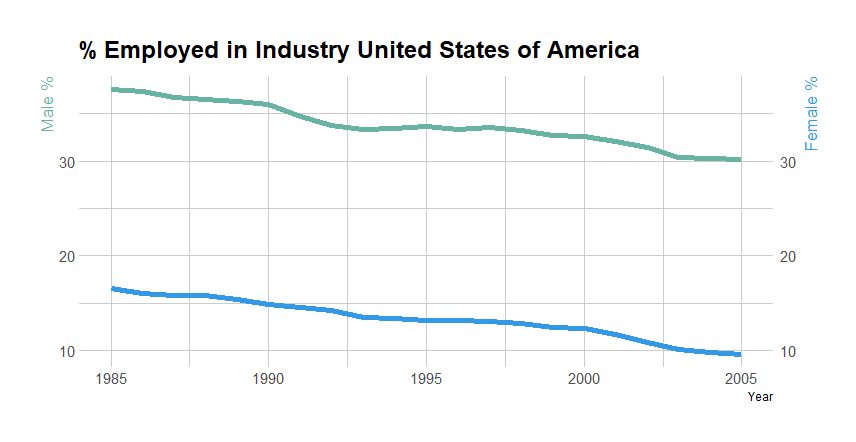 % Employed in Industry United States of America
Male %
Female %
30
30
20
20
10
10
1985 1990 1995 2000 2005
Year